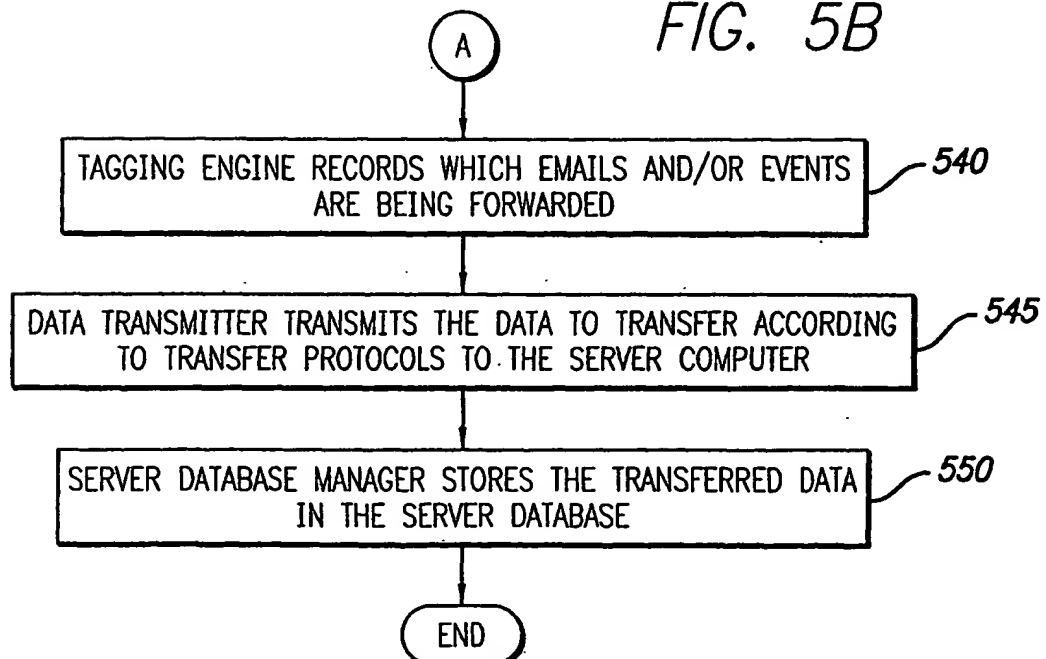 FIG. 5B
A
TAGGING ENGINE RECORDS WHICH EMAILS AND/OR EVENTS
ARE BEING FORWARDED
540
DATA TRANSMITTER TRANSMITS THE DATA TO TRANSFER ACCORDING
TO TRANSFER PROTOCOLS TO THE SERVER COMPUTER
545
SERVER DATABASE MANAGER STORES THE TRANSFERRED DATA
IN THE SERVER DATABASE
550
END